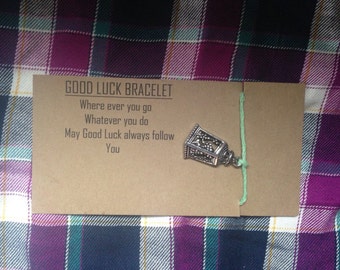 GOOD LUCK BRACELET
Where ever you go
Whatever you do
May Good Luck always follow
You